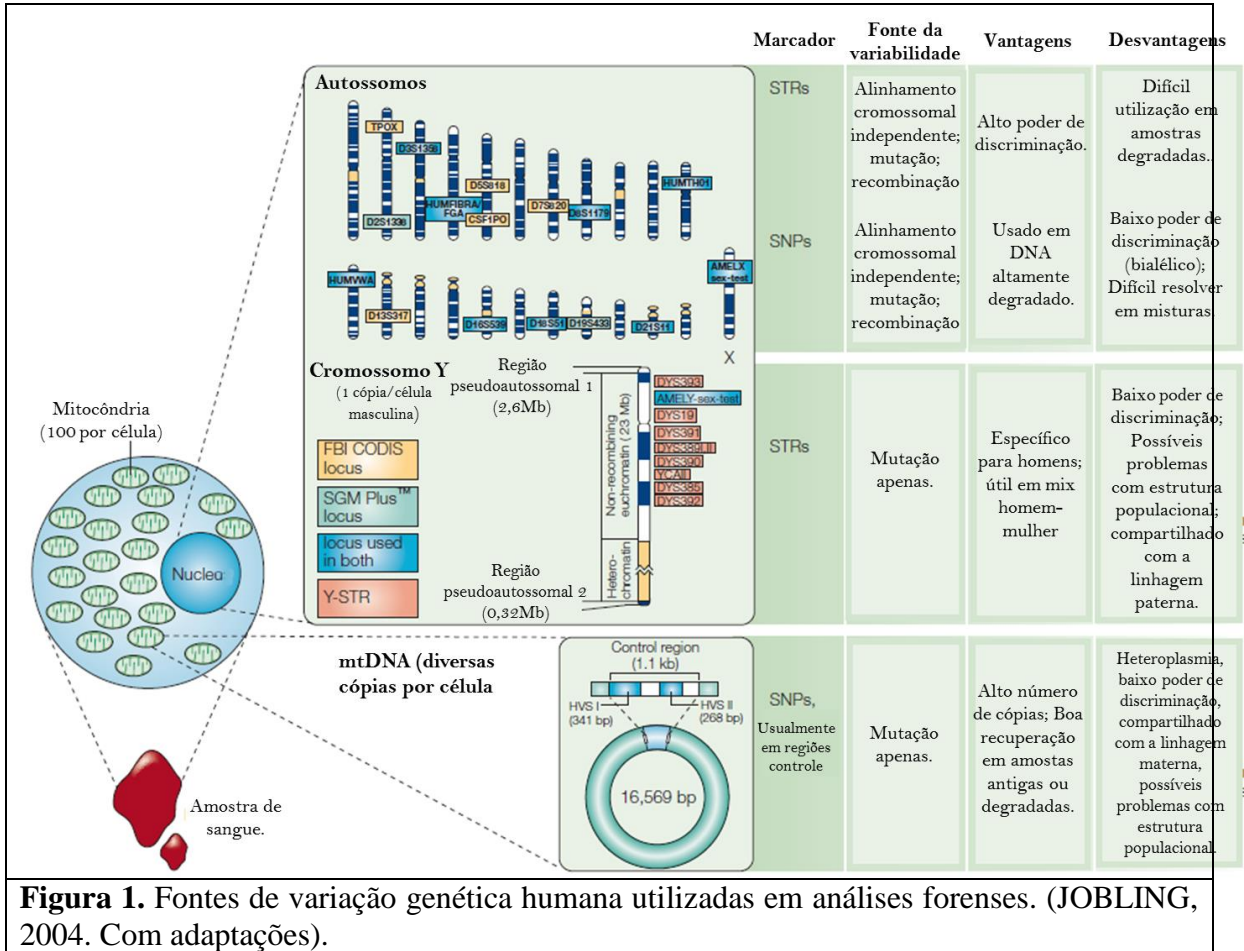 Marcador
Fonte da
variabilidade
Vantagens
Desvantagens
Autossomos
TPOX
D3S1358
D2S1338
HUMFIBRA/
FGA
D5S818
CSF1PO
D7S820
D8S1179
HUMTH01
HUMVWA
D13S317
D16S539
D18S51
D19S433
D21S11
AMELX
sex-test
X
STRs
Alinhamento
cromossomal
independente;
mutação;
recombinação
Alto poder de
discriminação.
Difícil
utilização em
amostras
degradadas..
SNPs
Alinhamento
cromossomal
independente;
mutação;
recombinação
Usado em
DNA
altamente
degradado.
Baixo poder de
discriminação
(bialélico);
Difícil resolver
em misturas.
Cromossomo Y
(1 cópia/célula
masculina)
Região
pseudoautossomal 1
(2,6Mb)
Non-recombining
euchromatin (23 Mb)
Hetero-
chromatin
DYS393
AMELY-sex-test
DYS19
DYS391
DYS389I,II
DYS390
YCAII
DYS385
DYS392
FBI CODIS
locus
SGM Plus™
locus
locus used
in both
Y-STR
Região
pseudoautossomal 2
(0,32Mb)
STRs
Mutação
apenas.
Específico
para homens;
útil em mix
homem-
mulher
Baixo poder de
discriminação;
Possíveis
problemas
com estrutura
populacional;
compartilhado
com a
linhagem
paterna.
Mitocôndria
(100 por célula)
Nuclea
Amostra de
sangue.
mtDNA (diversas
cópias por célula
Control region
(1.1 kb)
HVS I
(341 bp)
HVS II
(268 bp)
16,569 bp
SNPs,
Usualmente
em regiões
controle
Mutação
apenas.
Alto número
de cópias; Boa
recuperação
em amostas
antigas ou
degradadas.
Heteroplasmia,
baixo poder de
discriminação,
compartilhado
com a linhagem
materna,
possíveis
problemas com
estrutura
populacional.
Figura 1. Fontes de variação genética humana utilizadas em análises forenses. (JOBLING,
2004. Com adaptações).